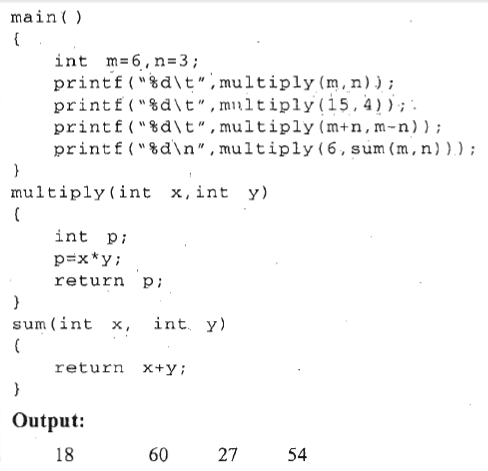 main( )
{
int m=6,n=3;
printf("%d\t",multiply(m,n));
printf("%d\t",multiply(15,4));
printf("%d\t",multiply(m+n,m-n));
printf("%d\n",multiply(6,sum(m,n)));
}
multiply(int x,int y)
{
int p;
p=x*y;
return p;
}
sum(int x, int y)
{
return x+y;
}
Output:
18 60 27 54